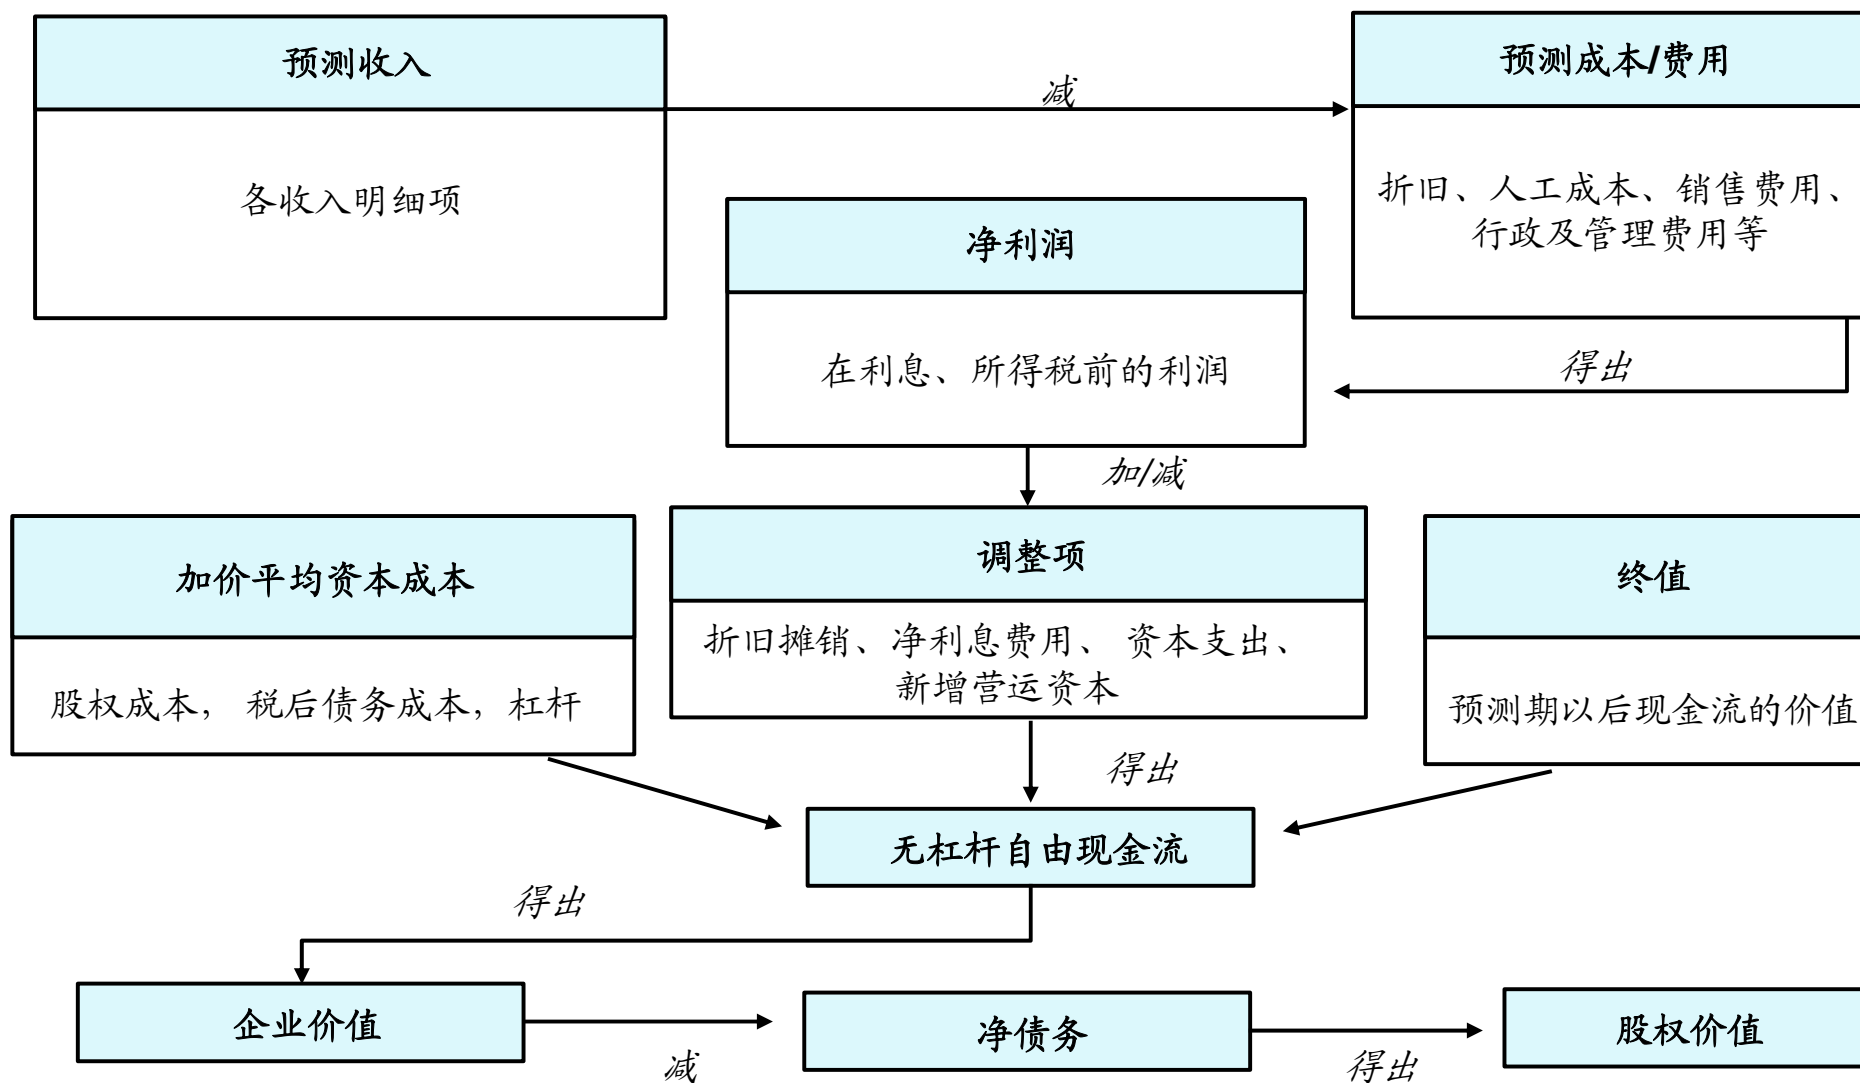 预测收入
减
预测成本/费用
各收入明细项
折旧、人工成本、销售费用、
行政及管理费用等
净利润
在利息、所得税前的利润
得出
加/减
加价平均资本成本
调整项
终值
股权成本， 税后债务成本，杠杆
折旧摊销、净利息费用、 资本支出、
新增营运资本
预测期以后现金流的价值
得出
无杠杆自由现金流
得出
企业价值
减
净债务
得出
股权价值